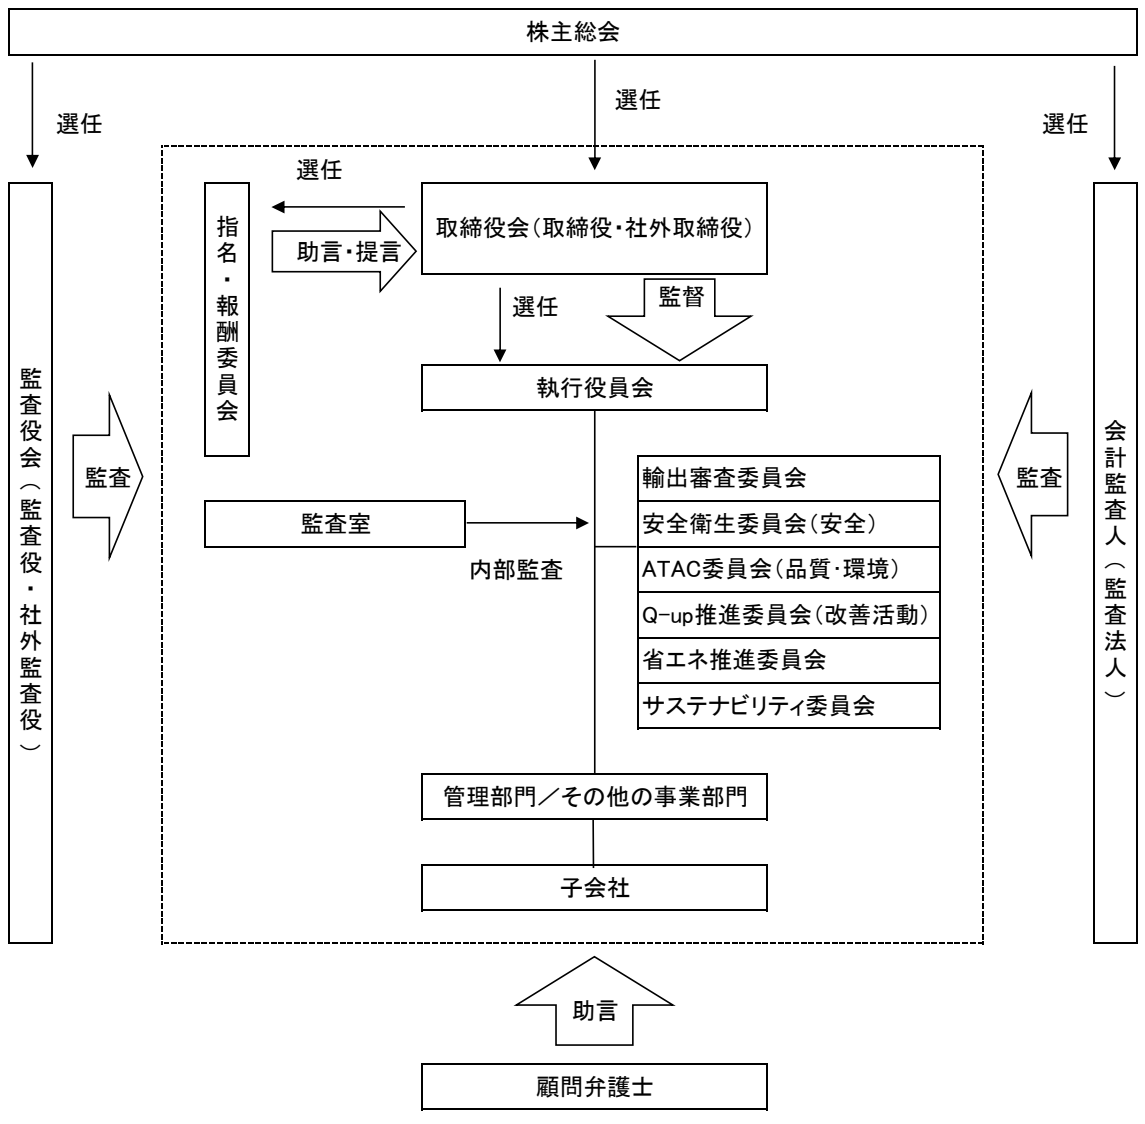 株主総会
選任
選任
選任
選任
指名・報酬委員会
取締役会（取締役・社外取締役）
助言・提言
選任
監督
執行役員会
監査役会（監査役・社外監査役）
監査
監査
会計監査人（監査法人）
輸出審査委員会
監査室
安全衛生委員会（安全）
内部監査
ATAC委員会（品質・環境）
Q-up推進委員会（改善活動）
省エネ推進委員会
サステナビリティ委員会
管理部門／その他の事業部門
子会社
助言
顧問弁護士